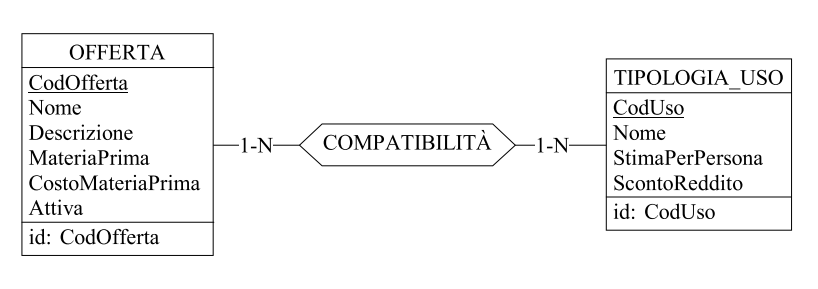 OFFERTA
CodOfferta
Nome
Descrizione
MateriaPrima
CostoMateriaPrima
Attiva
id: CodOfferta
1-N
COMPATIBILITÀ
1-N
TIPOLOGIA_USO
CodUso
Nome
StimaPerPersona
ScontoReddito
id: CodUso